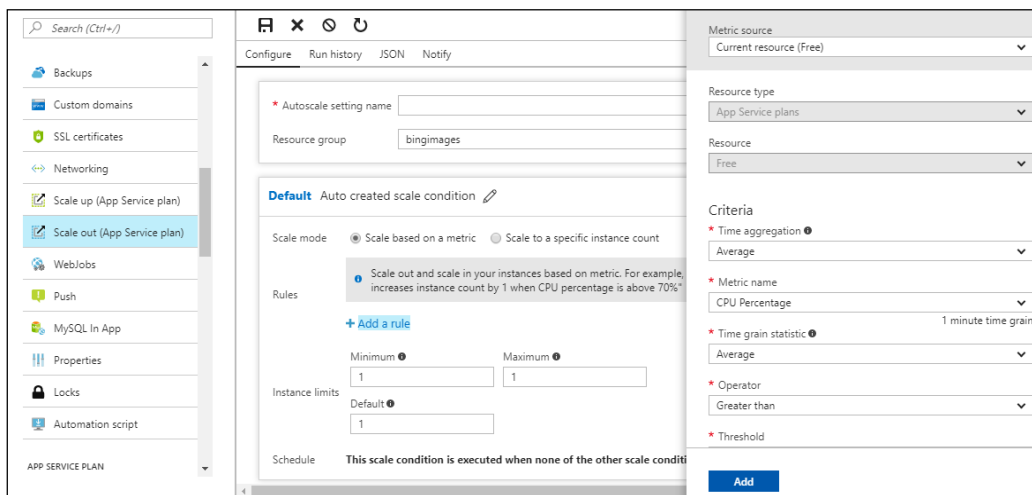 Search (Ctrl+/)
Backups
Custom domains
SSL certificates
Networking
Scale up (App Service plan)
Scale out (App Service plan)
WebJobs
Push
MySQL In App
Properties
Locks
Automation script
APP SERVICE PLAN
Configure Run history JSON Notify
* Autoscale setting name
Resource group bingimages
Default Auto created scale condition
Scale mode Scale based on a metric Scale to a specific instance count
Rules
Scale out and scale in your instances based on metric. For example,
increases instance count by 1 when CPU percentage is above 70%"
+ Add a rule
Instance limits
Minimum Maximum
1 1
Default
1
Schedule This scale condition is executed when none of the other scale conditi
Metric source
Current resource (Free)
Resource type
App Service plans
Resource
Free
Criteria
* Time aggregation
Average
* Metric name
CPU Percentage
1 minute time grain
* Time grain statistic
Average
* Operator
Greater than
* Threshold
Add